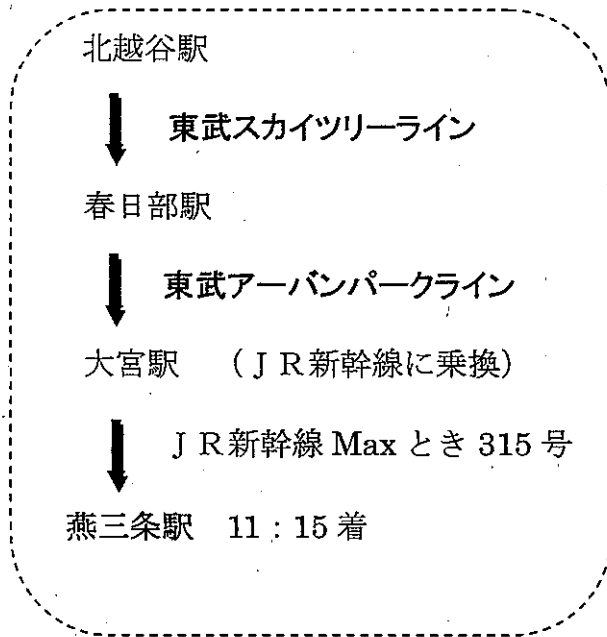 北越谷駅
東武スカイツリーライン
春日部駅
東武アーバンパークライン
大宮駅 (JR新幹線に乗換)
JR新幹線 Max とき 315 号
燕三条駅 11:15 着